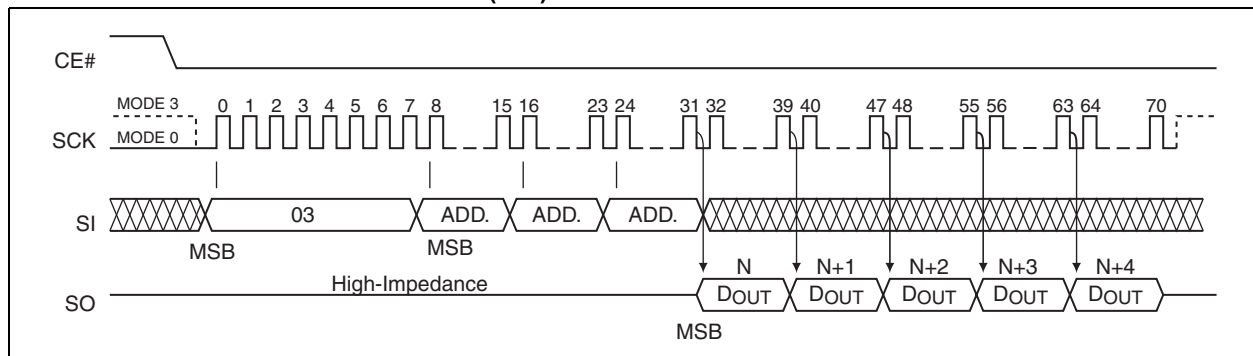 CE#
MODE 3
0 1 2 3 4 5 6 7 8 15 16 23 24 31 32 39 40 47 48 55 56 63 64 70
SCK MODE 0
SI 03 ADD. ADD. ADD.
MSB MSB
High-Impedance N N+1 N+2 N+3 N+4
SO DOUT DOUT DOUT DOUT DOUT
MSB